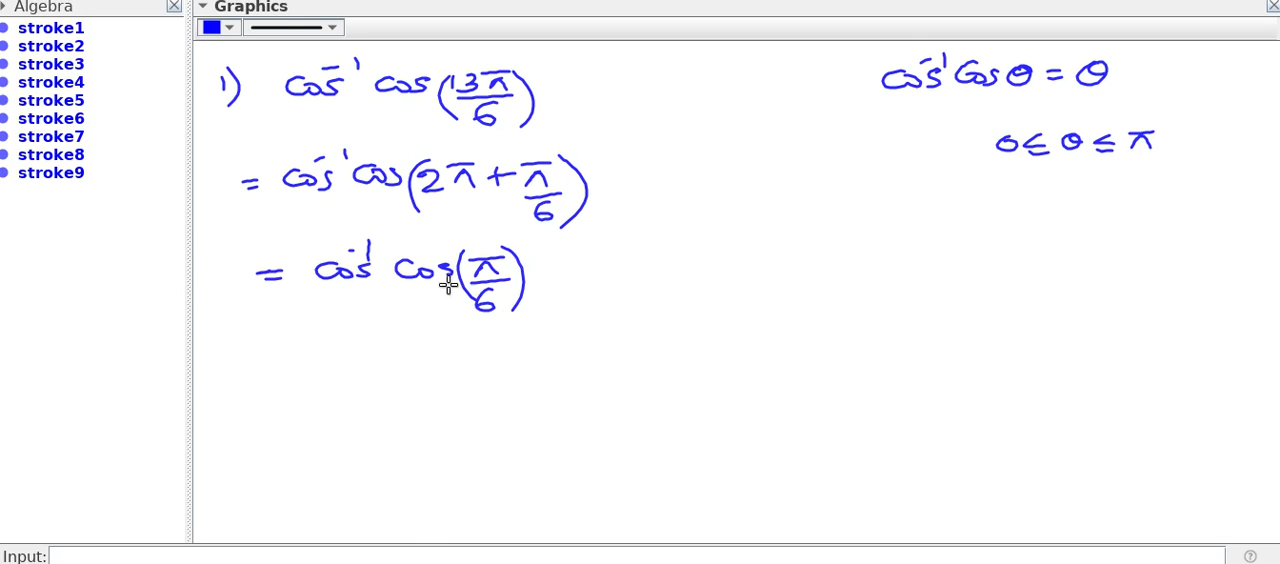 Algebra
Graphics
stroke1
stroke2
stroke3
stroke4
stroke5
stroke6
stroke7
stroke8
stroke9
1) cos⁻¹ cos(13π/6)
= cos⁻¹ cos(2π + π/6)
= cos⁻¹ cos(π/6)
cos⁻¹ cos θ = θ
0 ≤ θ ≤ π
Input: